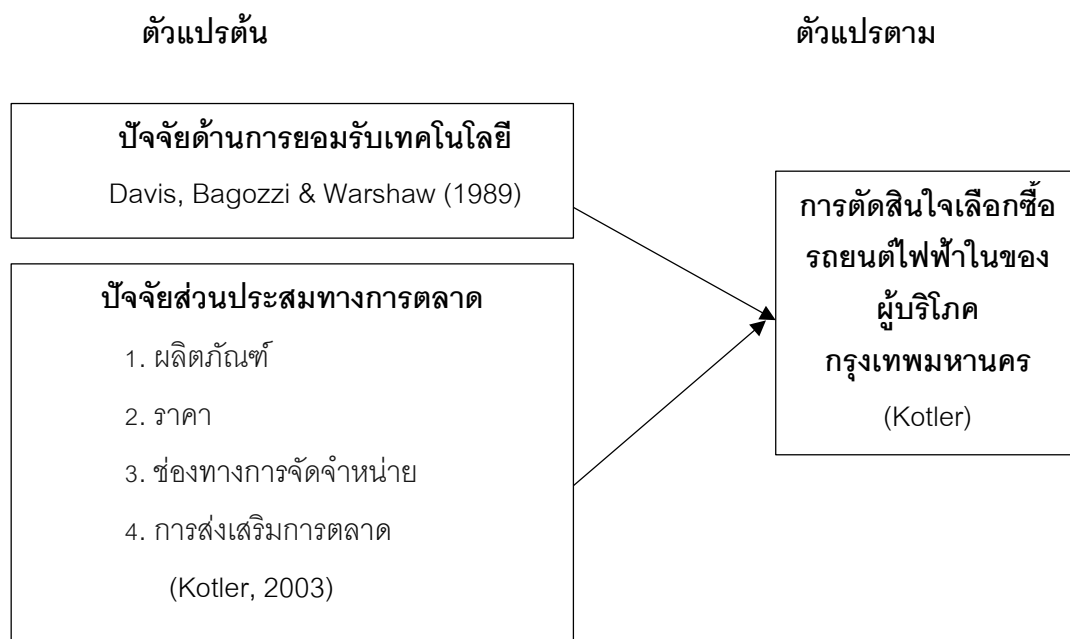 ตัวแปรต้น
ตัวแปรตาม
ปัจจัยด้านการยอมรับเทคโนโลยี
Davis, Bagozzi & Warshaw (1989)
ปัจจัยส่วนประสมทางการตลาด
1. ผลิตภัณฑ์
2. ราคา
3. ช่องทางการจัดจำหน่าย
4. การส่งเสริมการตลาด
(Kotler, 2003)
การตัดสินใจเลือกซื้อ
รถยนต์ไฟฟ้าในของ
ผู้บริโภค
กรุงเทพมหานคร
(Kotler)